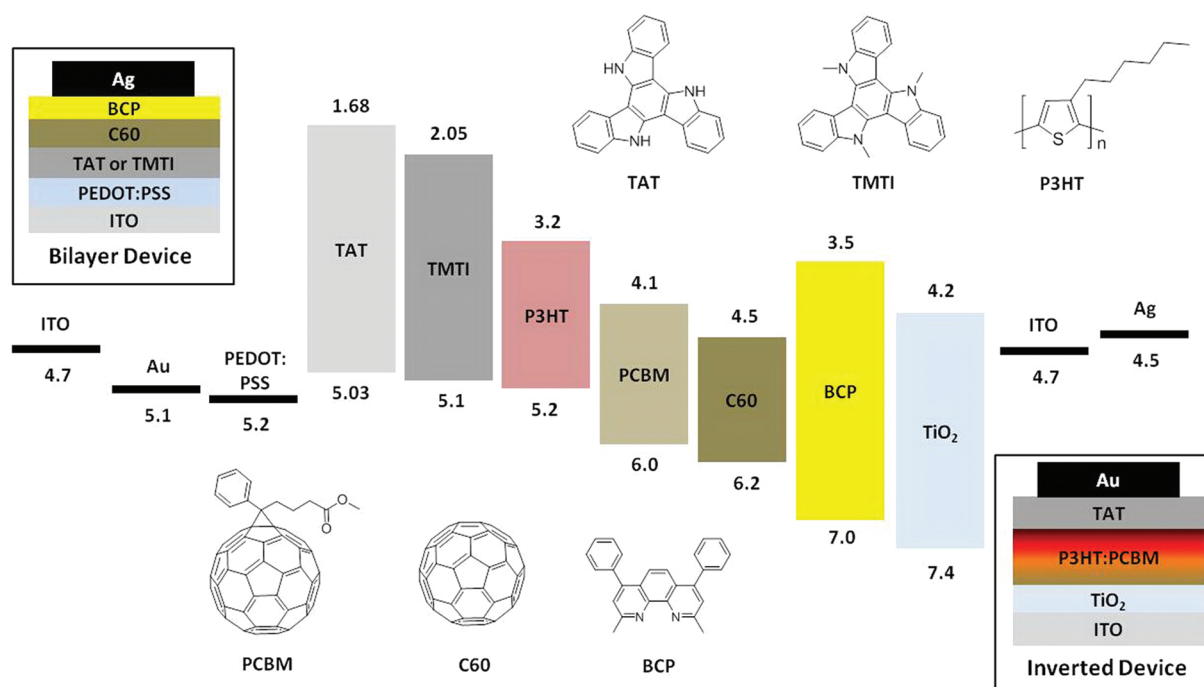 Ag
BCP
C60
TAT or TMTI
PEDOT:PSS
ITO
Bilayer Device
HN
NH
N
H
TAT
N
N
N
TMTI
S
n
P3HT
ITO
4.7
Au
5.1
PEDOT:
PSS
5.2
1.68
TAT
5.03
2.05
TMTI
5.1
3.2
P3HT
5.2
4.1
PCBM
6.0
4.5
C60
6.2
3.5
BCP
7.0
4.2
TiO₂
7.4
ITO
4.7
Ag
4.5
O
O
PCBM
C60
N
N
BCP
Au
TAT
P3HT:PCBM
TiO₂
ITO
Inverted Device